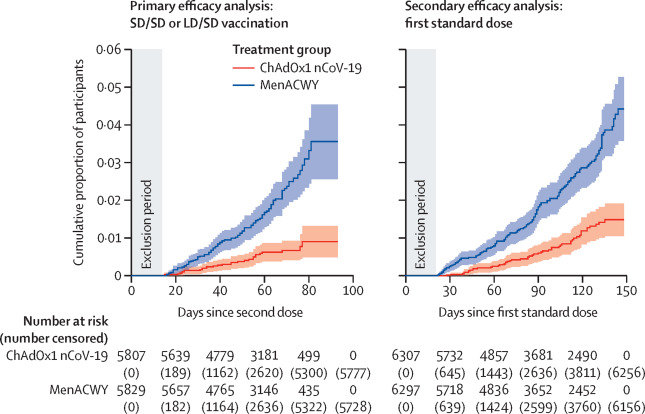 Primary efficacy analysis:
SD/SD or LD/SD vaccination
Secondary efficacy analysis:
first standard dose
Treatment group
ChAdOx1 nCoV-19
MenACWY
Cumulative proportion of participants
0·06
0·05
0·04
0·03
0·02
0·01
0
Exclusion period
0 20 40 60 80 100
Days since second dose
Exclusion period
0 30 60 90 120 150
Days since first standard dose
Number at risk
(number censored)
ChAdOx1 nCoV-19 5807 5639 4779 3181 499 0 6307 5732 4857 3681 2490 0
(0) (189) (1162) (2620) (5300) (5777) (0) (645) (1443) (2636) (3811) (6256)
MenACWY 5829 5657 4765 3146 435 0 6297 5718 4836 3652 2452 0
(0) (182) (1164) (2636) (5322) (5728) (0) (639) (1424) (2599) (3760) (6156)